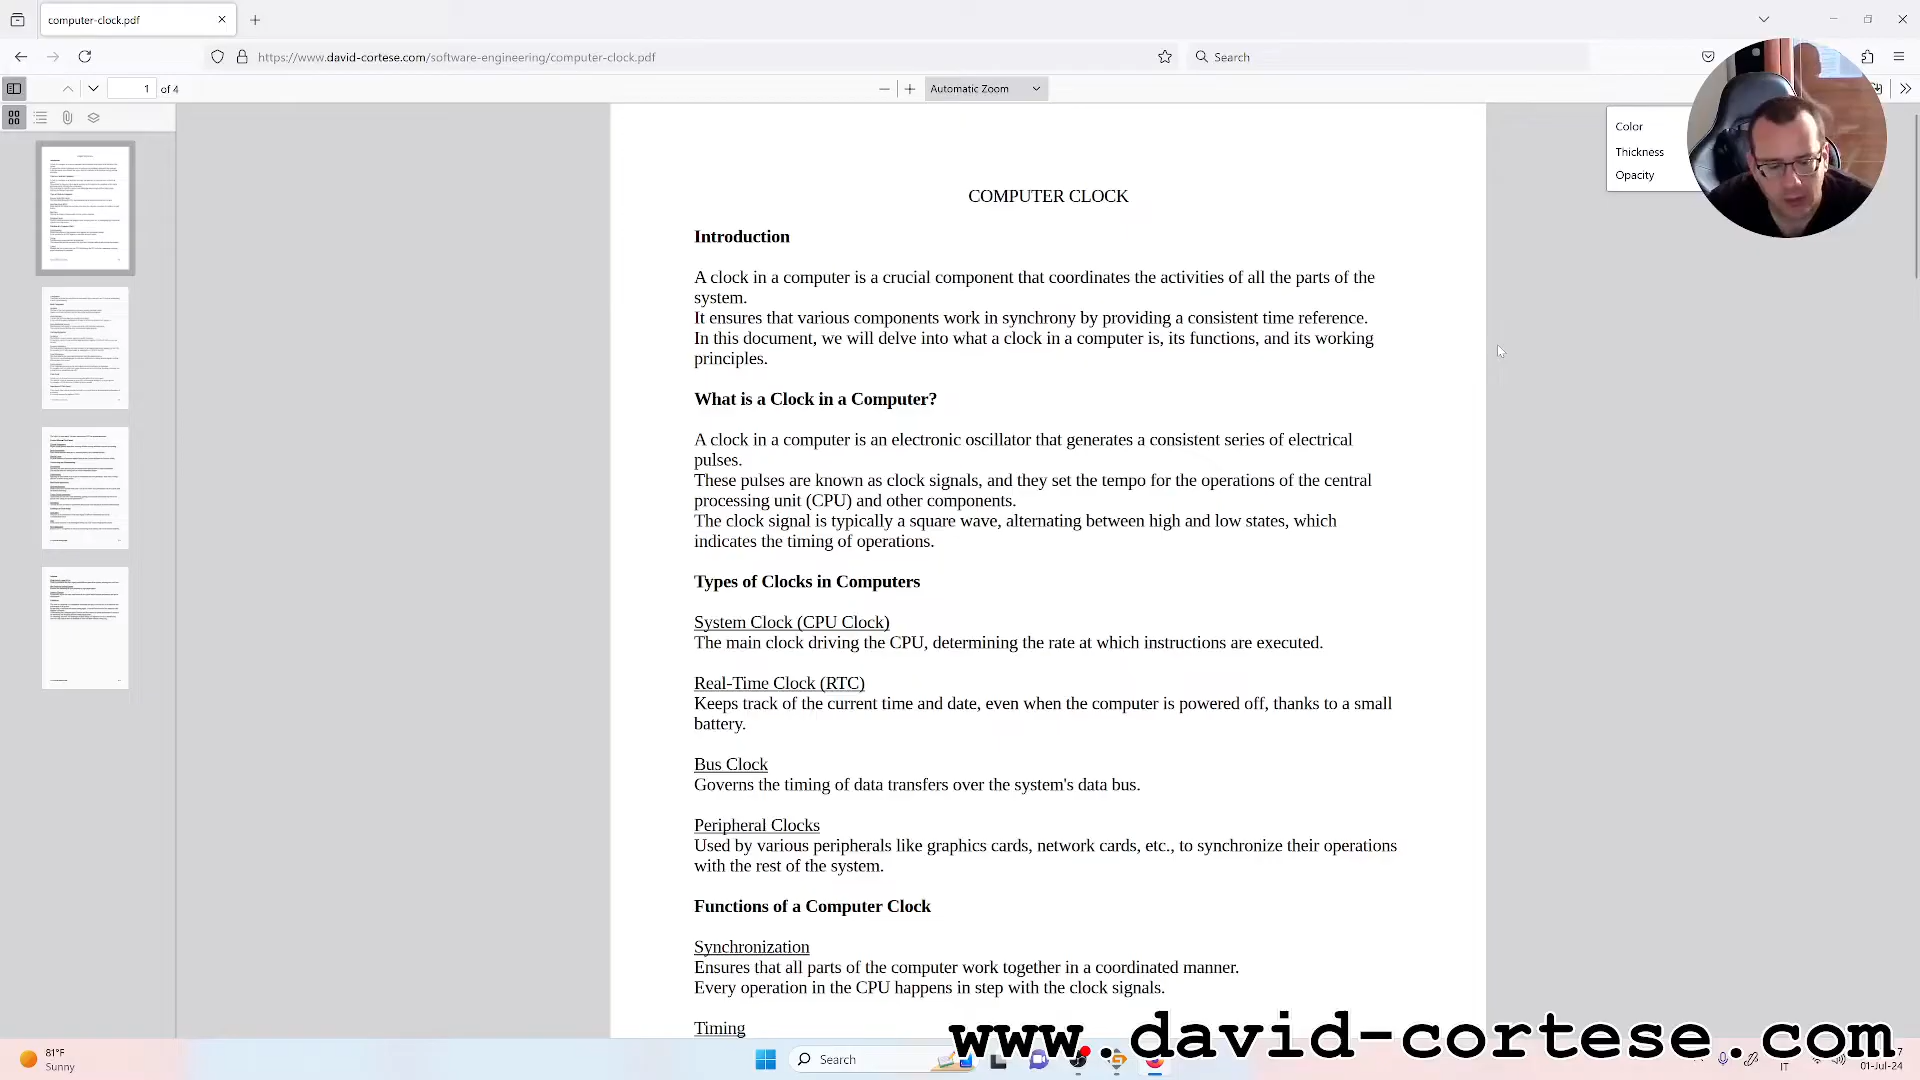 computer-clock.pdf
https://www.david-cortese.com/software-engineering/computer-clock.pdf
Search
1 of 4
Automatic Zoom
Color
Thickness
Opacity
COMPUTER CLOCK
Introduction
A clock in a computer is a crucial component that coordinates the activities of all the parts of the
system.
It ensures that various components work in synchrony by providing a consistent time reference.
In this document, we will delve into what a clock in a computer is, its functions, and its working
principles.
What is a Clock in a Computer?
A clock in a computer is an electronic oscillator that generates a consistent series of electrical
pulses.
These pulses are known as clock signals, and they set the tempo for the operations of the central
processing unit (CPU) and other components.
The clock signal is typically a square wave, alternating between high and low states, which
indicates the timing of operations.
Types of Clocks in Computers
System Clock (CPU Clock)
The main clock driving the CPU, determining the rate at which instructions are executed.
Real-Time Clock (RTC)
Keeps track of the current time and date, even when the computer is powered off, thanks to a small
battery.
Bus Clock
Governs the timing of data transfers over the system's data bus.
Peripheral Clocks
Used by various peripherals like graphics cards, network cards, etc., to synchronize their operations
with the rest of the system.
Functions of a Computer Clock
Synchronization
Ensures that all parts of the computer work together in a coordinated manner.
Every operation in the CPU happens in step with the clock signals.
Timing
www.david-cortese.com
81°F
Sunny
Search
IT
01-Jul-24